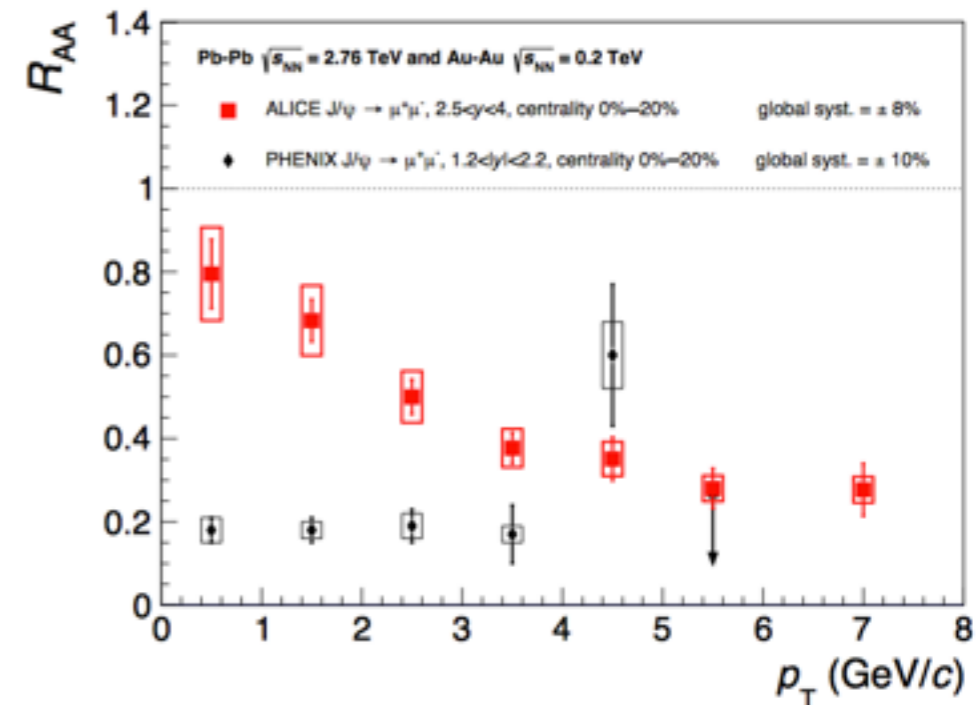 R_AA
1.4
1.2
1
0.8
0.6
0.4
0.2
0
Pb-Pb √s_NN = 2.76 TeV and Au-Au √s_NN = 0.2 TeV
ALICE J/ψ → μ⁺μ⁻, 2.5<y<4, centrality 0%–20% global syst. = ± 8%
PHENIX J/ψ → μ⁺μ⁻, 1.2<|y|<2.2, centrality 0%–20% global syst. = ± 10%
0 1 2 3 4 5 6 7 8
p_T (GeV/c)